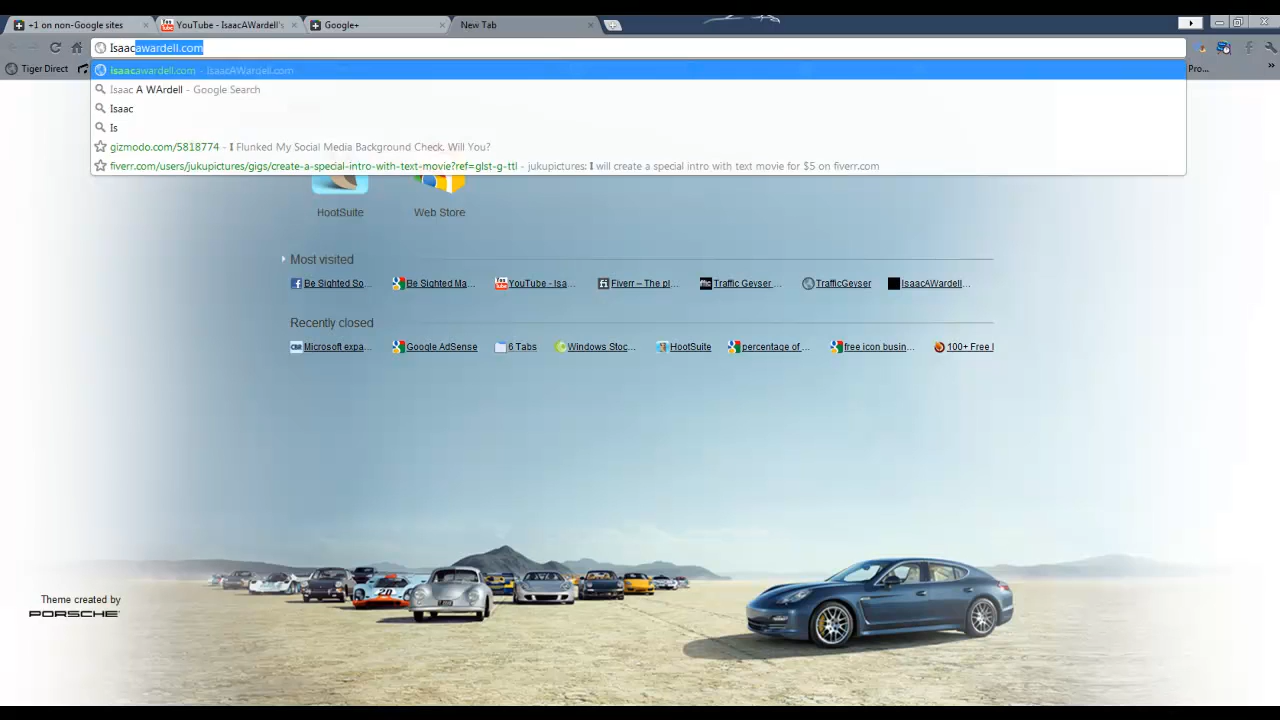 +1 on non-Google sites
YouTube - IsaacAWardell's
Google+
New Tab
Isaacawardell.com
Tiger Direct
Pro...
isaacawardell.com - IsaacAWardell.com
Isaac A WArdell - Google Search
Isaac
Is
gizmodo.com/5818774 - I Flunked My Social Media Background Check. Will You?
fiverr.com/users/jukupictures/gigs/create-a-special-intro-with-text-movie?ref=glst-g-ttl - jukupictures: I will create a special intro with text movie for $5 on fiverr.com
HootSuite
Web Store
Most visited
Be Sighted So...
Be Sighted Ma...
YouTube - Isa...
Fiverr – The pl...
Traffic Geyser ...
TrafficGeyser
IsaacAWardell...
Recently closed
Microsoft expa...
Google AdSense
6 Tabs
Windows Stoc...
HootSuite
percentage of ...
free icon busin...
100+ Free I
Theme created by
PORSCHE
20